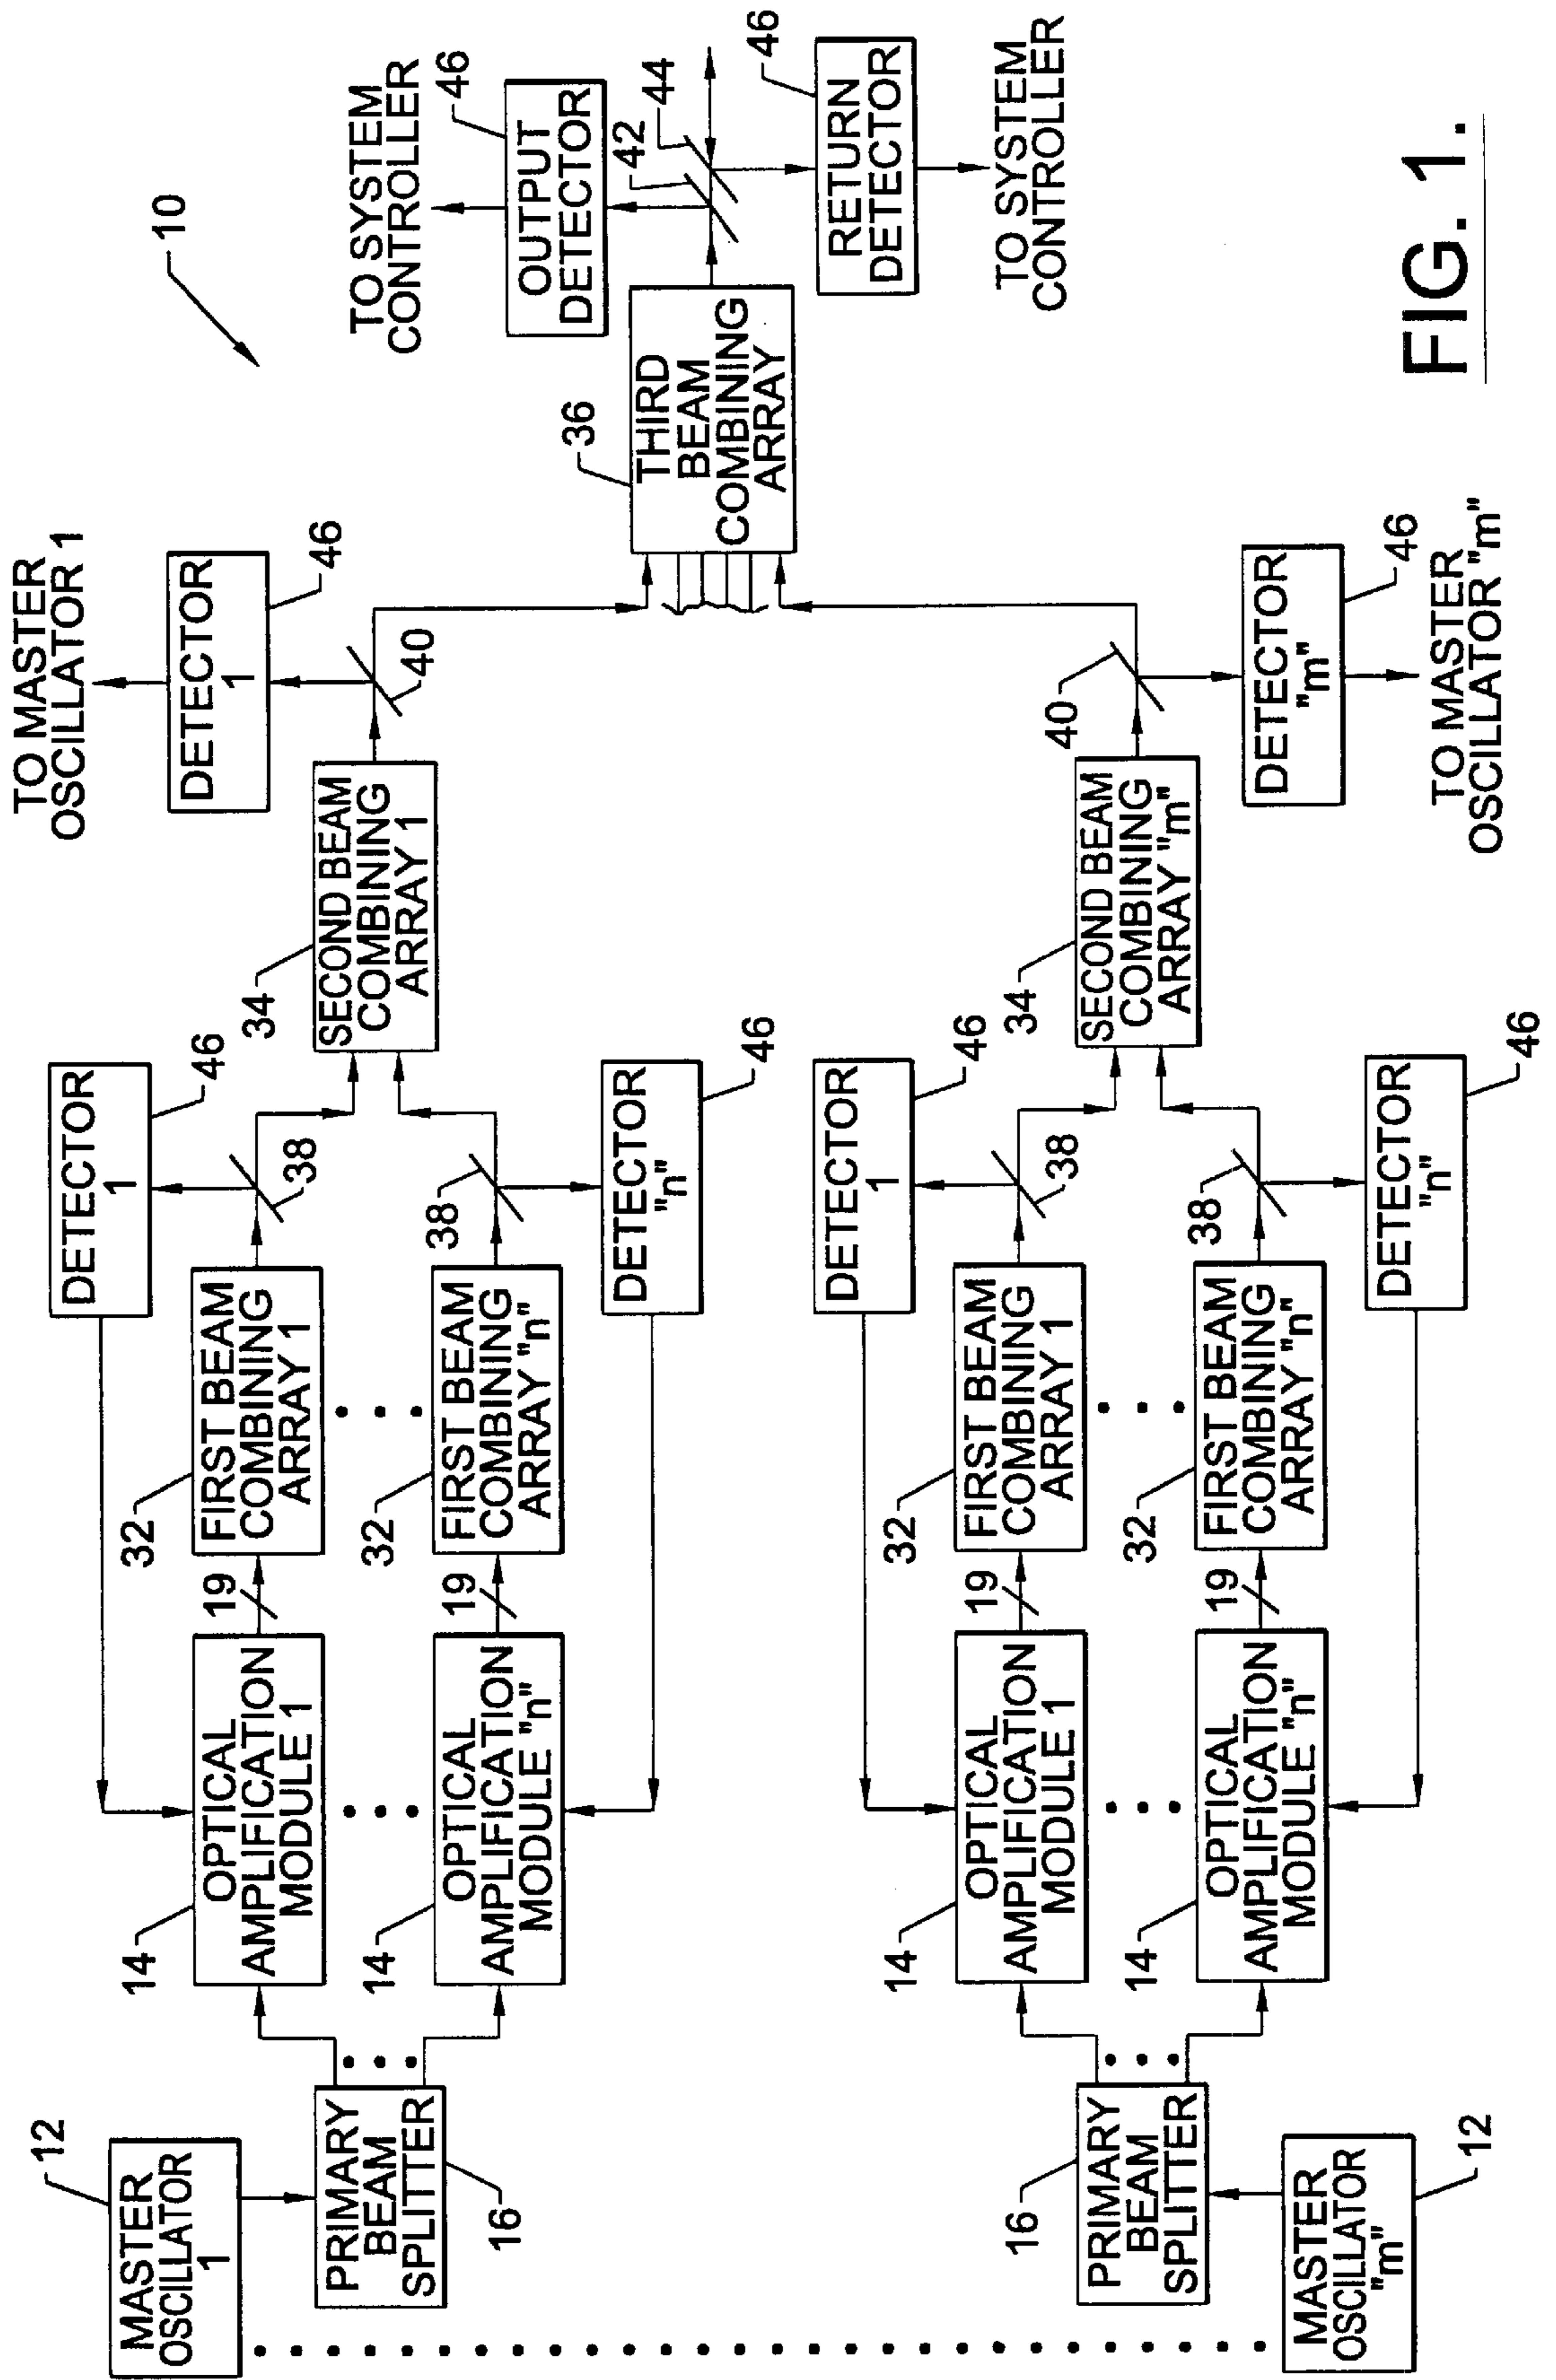 10
MASTER
OSCILLATOR
1
12
PRIMARY
BEAM
SPLITTER
16
14
OPTICAL
AMPLIFICATION
MODULE 1
19
32
FIRST BEAM
COMBINING
ARRAY 1
38
DETECTOR
1
46
14
OPTICAL
AMPLIFICATION
MODULE "n"
19
32
FIRST BEAM
COMBINING
ARRAY "n"
38
DETECTOR
"n"
46
34
SECOND BEAM
COMBINING
ARRAY 1
40
DETECTOR
1
46
TO MASTER
OSCILLATOR 1
36
THIRD
BEAM
COMBINING
ARRAY
42
44
OUTPUT
DETECTOR
46
TO SYSTEM
CONTROLLER
RETURN
DETECTOR
46
TO SYSTEM
CONTROLLER
MASTER
OSCILLATOR
"m"
12
PRIMARY
BEAM
SPLITTER
16
14
OPTICAL
AMPLIFICATION
MODULE 1
19
32
FIRST BEAM
COMBINING
ARRAY 1
38
DETECTOR
1
46
14
OPTICAL
AMPLIFICATION
MODULE "n"
19
32
FIRST BEAM
COMBINING
ARRAY "n"
38
DETECTOR
"n"
46
34
SECOND BEAM
COMBINING
ARRAY "m"
40
DETECTOR
"m"
46
TO MASTER
OSCILLATOR "m"
FIG. 1.